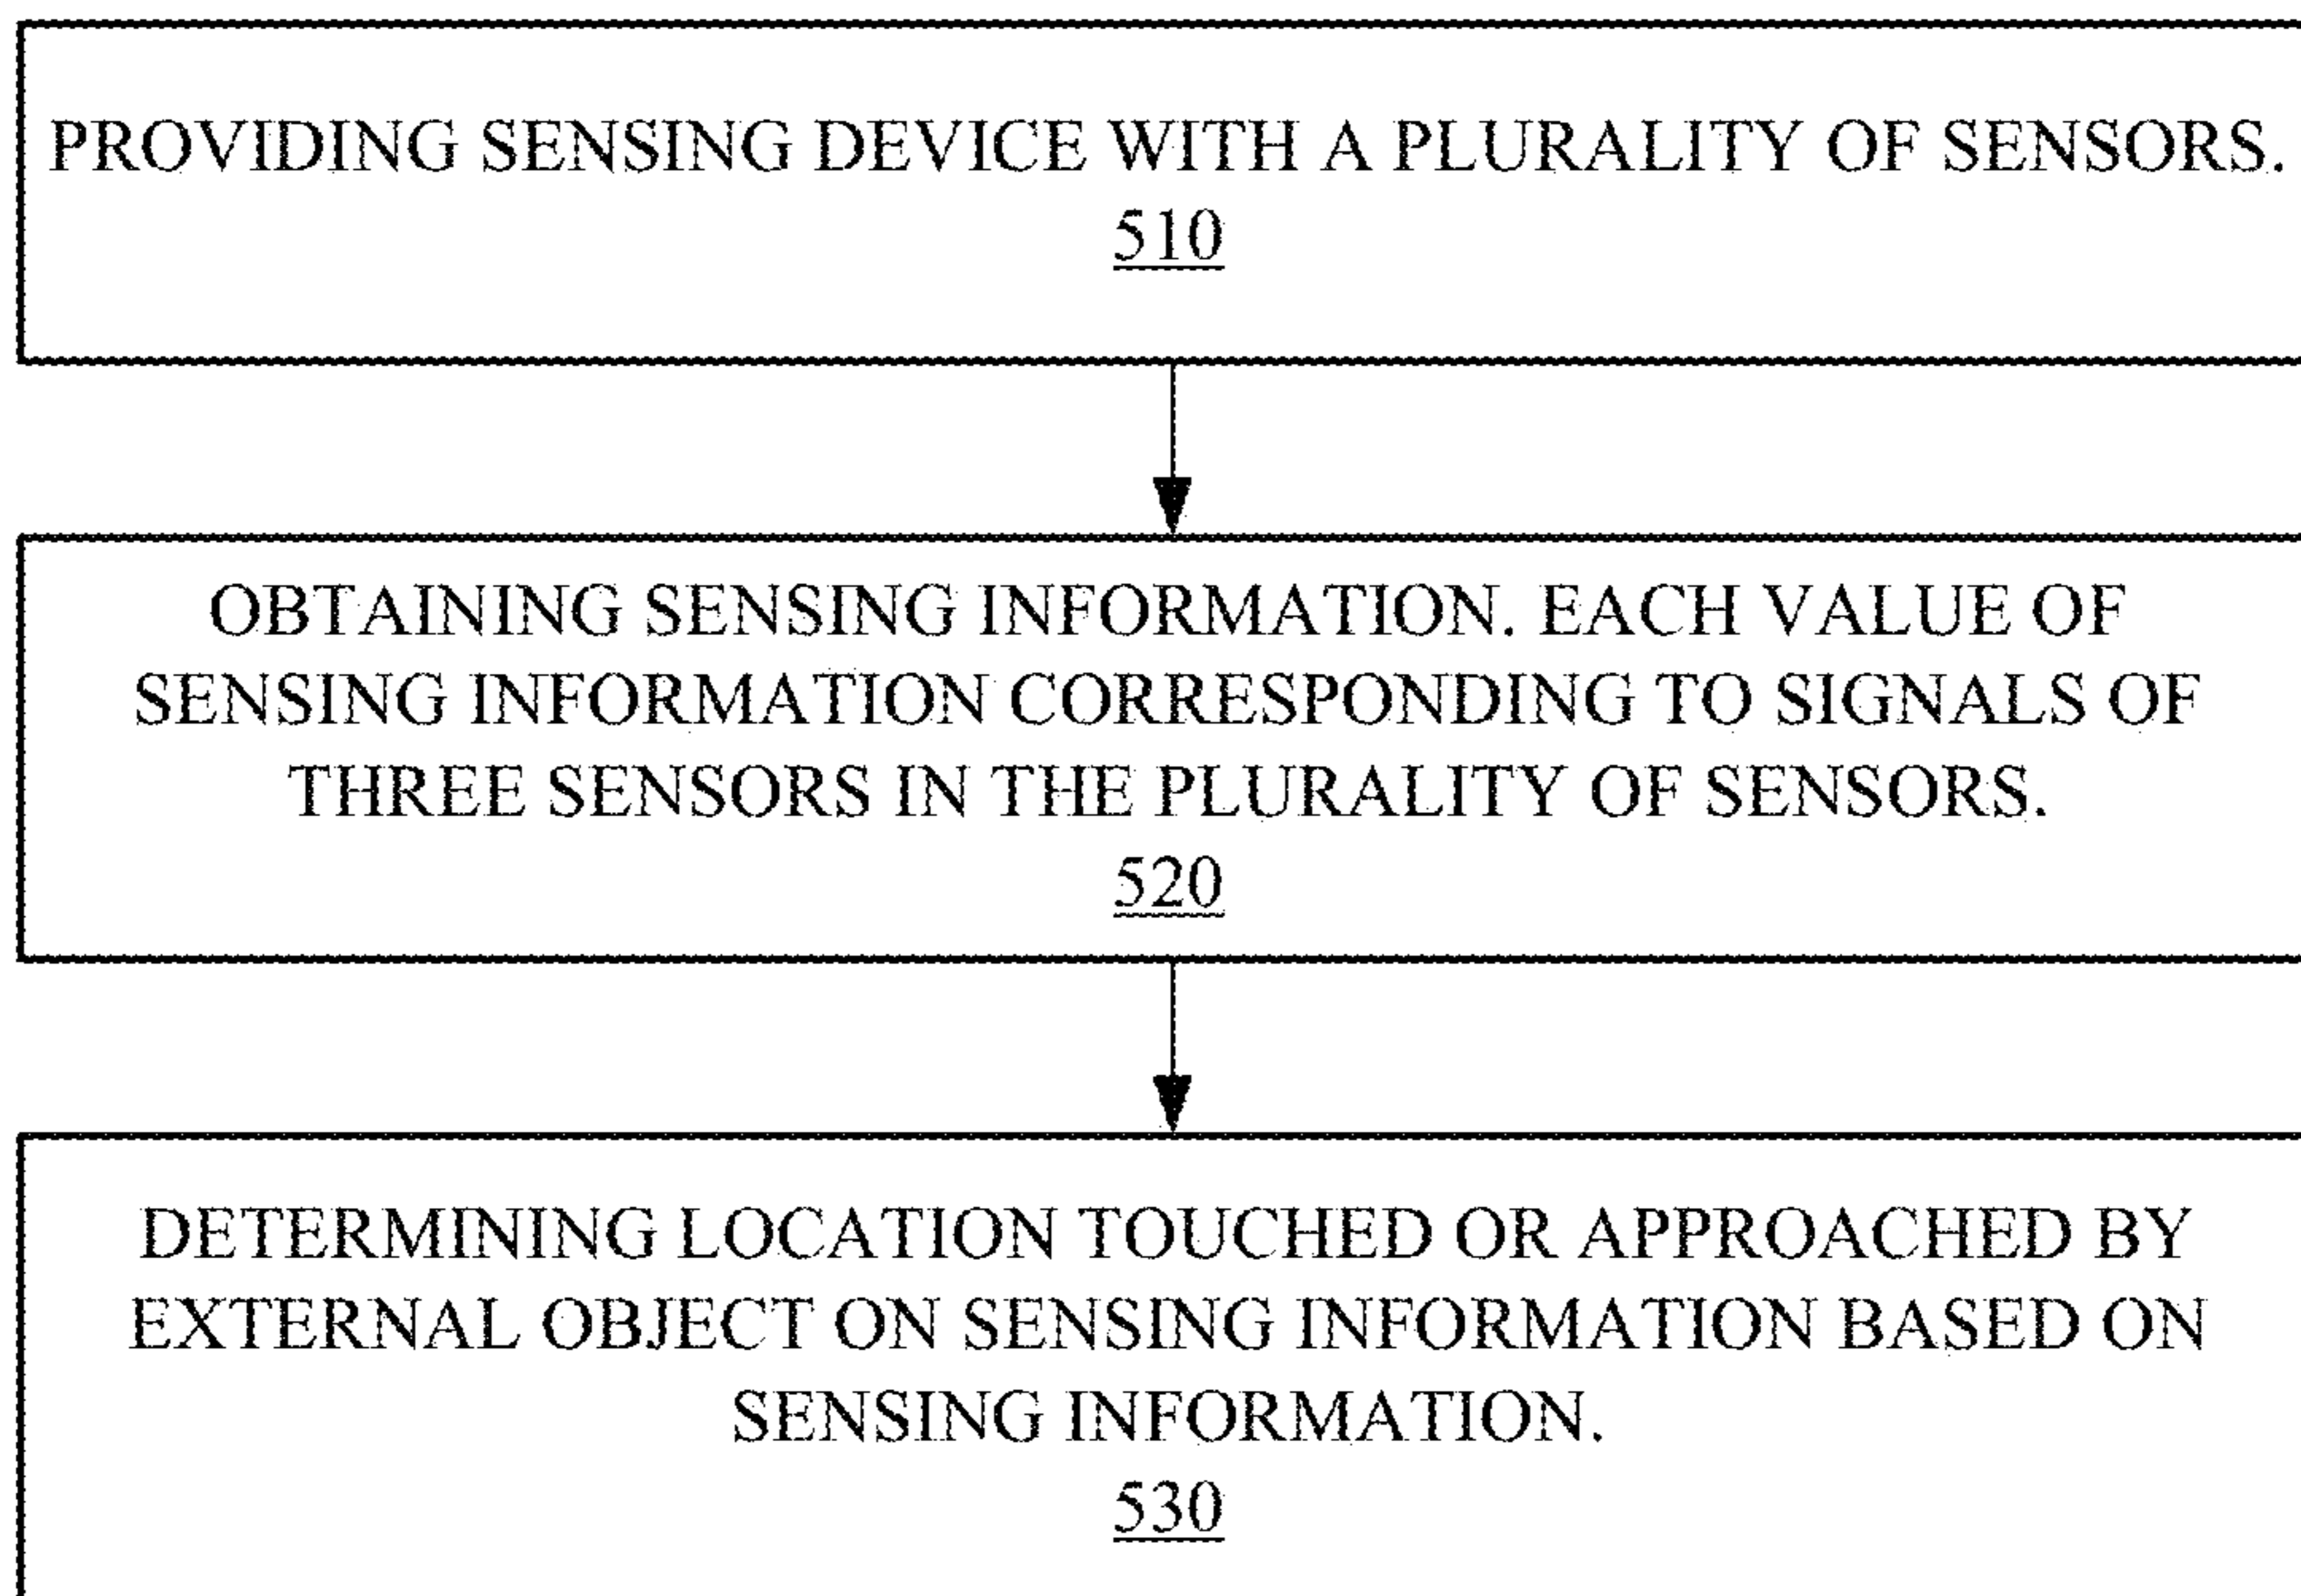 PROVIDING SENSING DEVICE WITH A PLURALITY OF SENSORS.
510
OBTAINING SENSING INFORMATION. EACH VALUE OF
SENSING INFORMATION CORRESPONDING TO SIGNALS OF
THREE SENSORS IN THE PLURALITY OF SENSORS.
520
DETERMINING LOCATION TOUCHED OR APPROACHED BY
EXTERNAL OBJECT ON SENSING INFORMATION BASED ON
SENSING INFORMATION.
530